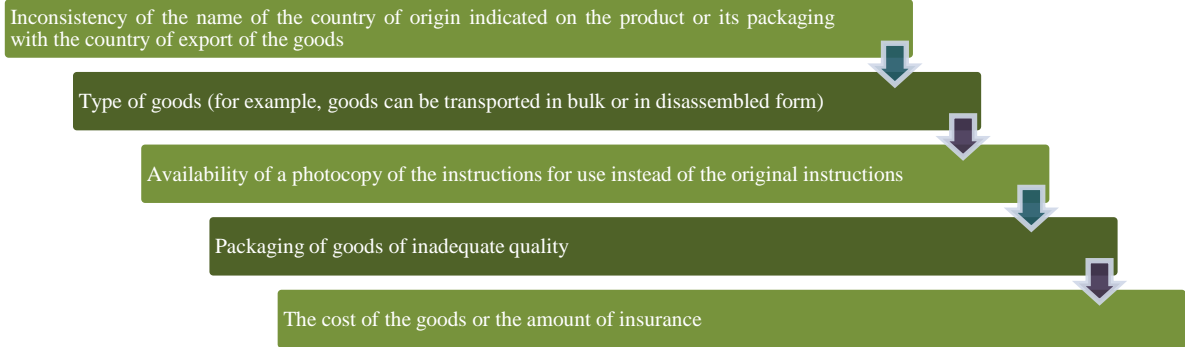 Inconsistency of the name of the country of origin indicated on the product or its packaging
with the country of export of the goods
Type of goods (for example, goods can be transported in bulk or in disassembled form)
Availability of a photocopy of the instructions for use instead of the original instructions
Packaging of goods of inadequate quality
The cost of the goods or the amount of insurance